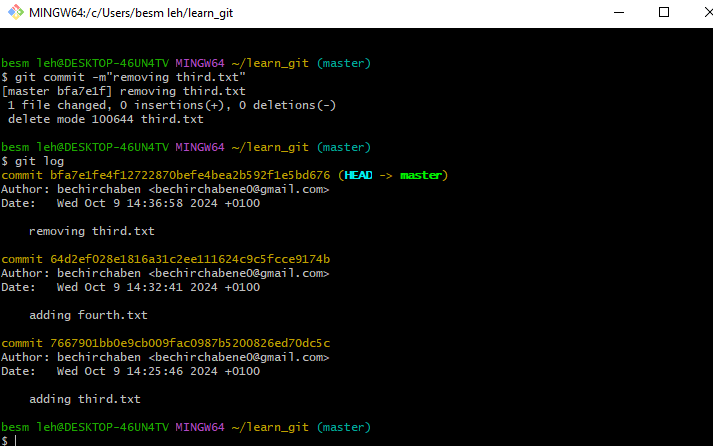 MINGW64:/c/Users/besm leh/learn_git
besm leh@DESKTOP-46UN4TV MINGW64 ~/learn_git (master)
$ git commit -m"removing third.txt"
[master bfa7e1f] removing third.txt
 1 file changed, 0 insertions(+), 0 deletions(-)
 delete mode 100644 third.txt
besm leh@DESKTOP-46UN4TV MINGW64 ~/learn_git (master)
$ git log
commit bfa7e1fe4f12722870befe4bea2b592f1e5bd676 (HEAD -> master)
Author: bechirchaben <bechirchabene0@gmail.com>
Date:   Wed Oct 9 14:36:58 2024 +0100
    removing third.txt
commit 64d2ef028e1816a31c2ee111624c9c5fcce9174b
Author: bechirchaben <bechirchabene0@gmail.com>
Date:   Wed Oct 9 14:32:41 2024 +0100
    adding fourth.txt
commit 7667901bb0e9cb009fac0987b5200826ed70dc5c
Author: bechirchaben <bechirchabene0@gmail.com>
Date:   Wed Oct 9 14:25:46 2024 +0100
    adding third.txt
besm leh@DESKTOP-46UN4TV MINGW64 ~/learn_git (master)
$